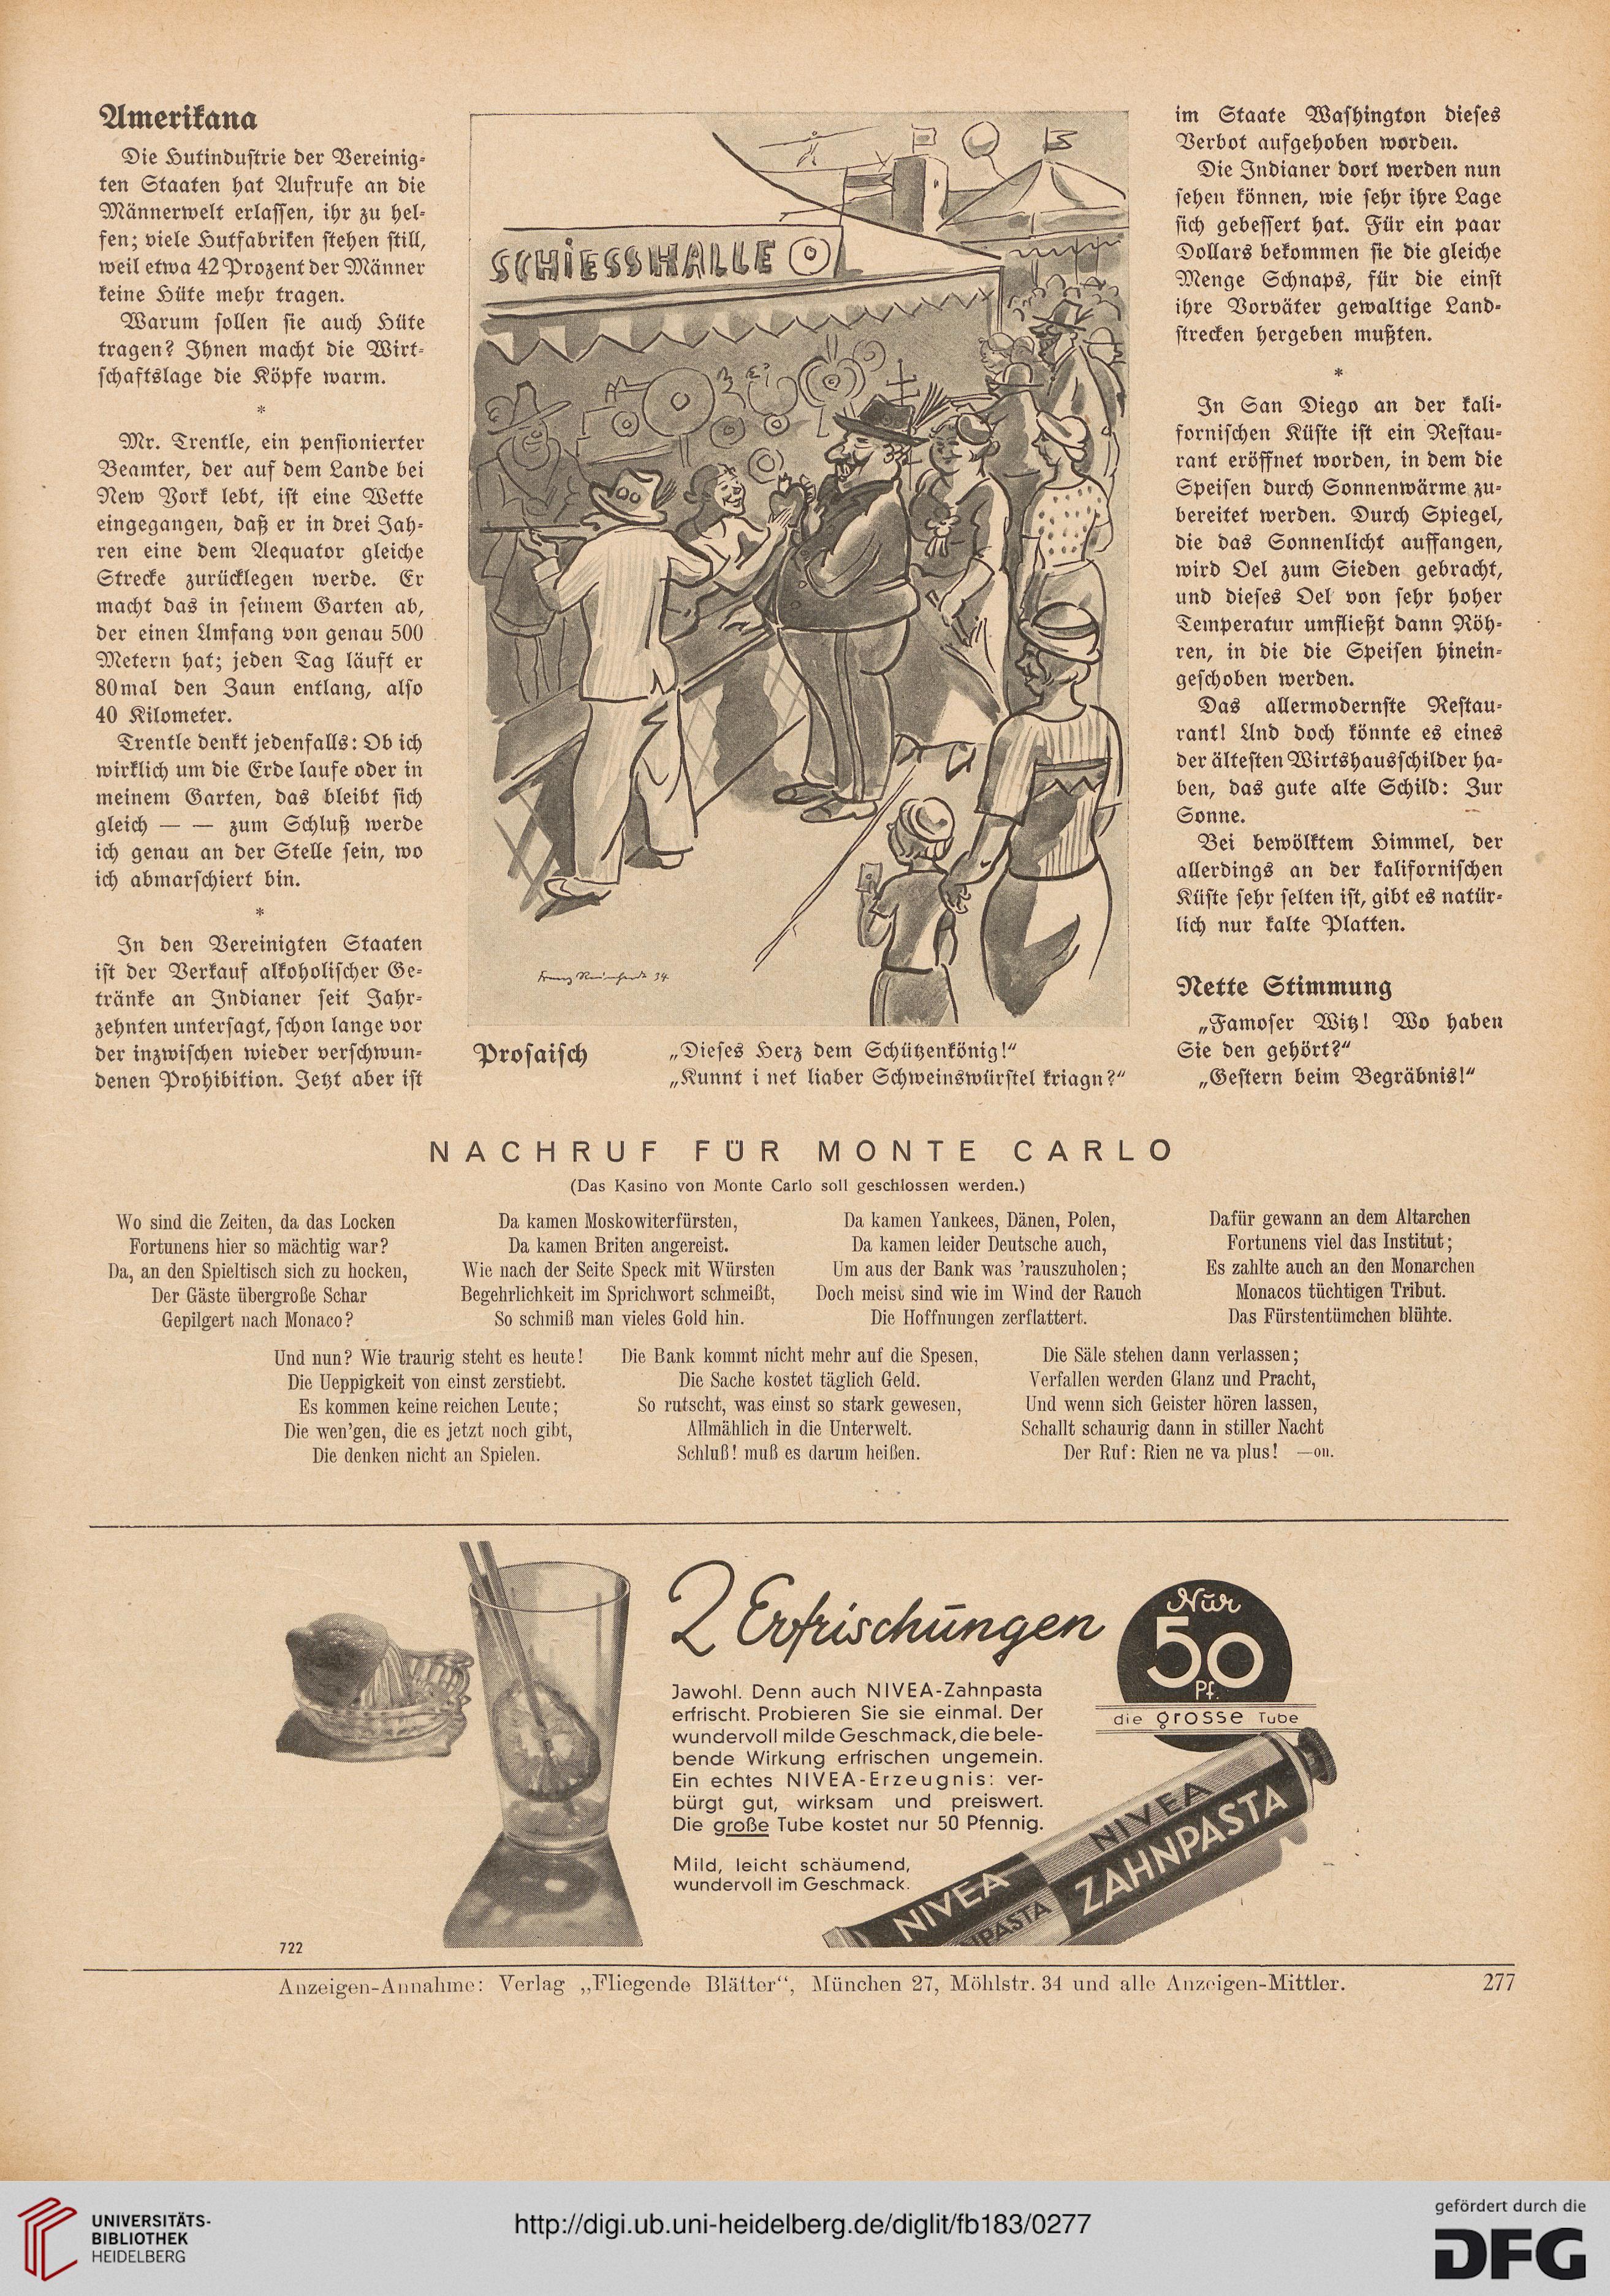 Amerikana
Die Hutindustrie der Vereinig-
ten Staaten hat Aufrufe an die
Männerwelt erlassen, ihr zu hel-
fen; viele Hutfabriken stehen still,
weil etwa 42 Prozent der Männer
keine Hüte mehr tragen.
Warum sollen sie auch Hüte
tragen? Ihnen macht die Wirt-
schaftslage die Köpfe warm.
*
Mr. Trentle, ein pensionierter
Beamter, der auf dem Lande bei
New York lebt, ist eine Wette
eingegangen, daß er in drei Jah-
ren eine dem Aequator gleiche
Strecke zurücklegen werde. Er
macht das in seinem Garten ab,
der einen Umfang von genau 500
Metern hat; jeden Tag läuft er
80mal den Zaun entlang, also
40 Kilometer.
Trentle denkt jedenfalls: Ob ich
wirklich um die Erde laufe oder in
meinem Garten, das bleibt sich
gleich — — zum Schluß werde
ich genau an der Stelle sein, wo
ich abmarschiert bin.
*
In den Vereinigten Staaten
ist der Verkauf alkoholischer Ge-
tränke an Indianer seit Jahr-
zehnten untersagt, schon lange vor
der inzwischen wieder verschwun-
denen Prohibition. Jetzt aber ist
SCHIESSHALLE
Franz Reinhardt 34
Prosaisch
„Dieses Herz dem Schützenkönig!“
„Kunnt i net liaber Schweinswürstel kriagn?“
im Staate Washington dieses
Verbot aufgehoben worden.
Die Indianer dort werden nun
sehen können, wie sehr ihre Lage
sich gebessert hat. Für ein paar
Dollars bekommen sie die gleiche
Menge Schnaps, für die einst
ihre Vorväter gewaltige Land-
strecken hergeben mußten.
*
In San Diego an der kali-
fornischen Küste ist ein Restau-
rant eröffnet worden, in dem die
Speisen durch Sonnenwärme zu-
bereitet werden. Durch Spiegel,
die das Sonnenlicht auffangen,
wird Oel zum Sieden gebracht,
und dieses Oel von sehr hoher
Temperatur umfließt dann Röh-
ren, in die die Speisen hinein-
geschoben werden.
Das allermodernste Restau-
rant! Und doch könnte es eines
der ältesten Wirtshausschilder ha-
ben, das gute alte Schild: Zur
Sonne.
Bei bewölktem Himmel, der
allerdings an der kalifornischen
Küste sehr selten ist, gibt es natür-
lich nur kalte Platten.
Nette Stimmung
„Famoser Witz! Wo haben
Sie den gehört?“
„Gestern beim Begräbnis!“
NACHRUF FÜR MONTE CARLO
(Das Kasino von Monte Carlo soll geschlossen werden.)
Wo sind die Zeiten, da das Locken
Fortunens hier so mächtig war?
Da, an den Spieltisch sich zu hocken,
Der Gäste übergroße Schar
Gepilgert nach Monaco?
Da kamen Moskowiterfürsten,
Da kamen Briten angereist.
Wie nach der Seite Speck mit Würsten
Begehrlichkeit im Sprichwort schmeißt,
So schmiß man vieles Gold hin.
Da kamen Yankees, Dänen, Polen,
Da kamen leider Deutsche auch,
Um aus der Bank was 'rauszuholen;
Doch meist sind wie im Wind der Rauch
Die Hoffnungen zerflattert.
Dafür gewann an dem Altarchen
Fortunens viel das Institut;
Es zahlte auch an den Monarchen
Monacos tüchtigen Tribut.
Das Fürstentümchen blühte.
Und nun? Wie traurig steht es heute!
Die Ueppigkeit von einst zerstiebt.
Es kommen keine reichen Leute;
Die wen'gen, die es jetzt noch gibt,
Die denken nicht an Spielen.
Die Bank kommt nicht mehr auf die Spesen,
Die Sache kostet täglich Geld.
So rutscht, was einst so stark gewesen,
Allmählich in die Unterwelt.
Schluß! muß es darum heißen.
Die Säle stehen dann verlassen;
Verfallen werden Glanz und Pracht,
Und wenn sich Geister hören lassen,
Schallt schaurig dann in stiller Nacht
Der Ruf: Rien ne va plus! —on.
2 Erfrischungen
Jawohl. Denn auch NIVEA-Zahnpasta
erfrischt. Probieren Sie sie einmal. Der
wundervoll milde Geschmack, die bele-
bende Wirkung erfrischen ungemein.
Ein echtes NIVEA-Erzeugnis: ver-
bürgt gut, wirksam und preiswert.
Die große Tube kostet nur 50 Pfennig.
Mild, leicht schäumend,
wundervoll im Geschmack.
Nur
50
Pf.
die grosse Tube
NIVEA
ZAHNPASTA
NIVEA
NPASTA
722
Anzeigen-Annahme: Verlag „Fliegende Blätter“, München 27, Möhlstr. 34 und alle Anzeigen-Mittler.
277
UNIVERSITÄTS-
BIBLIOTHEK
HEIDELBERG
http://digi.ub.uni-heidelberg.de/diglit/fb183/0277
gefördert durch die
DFG